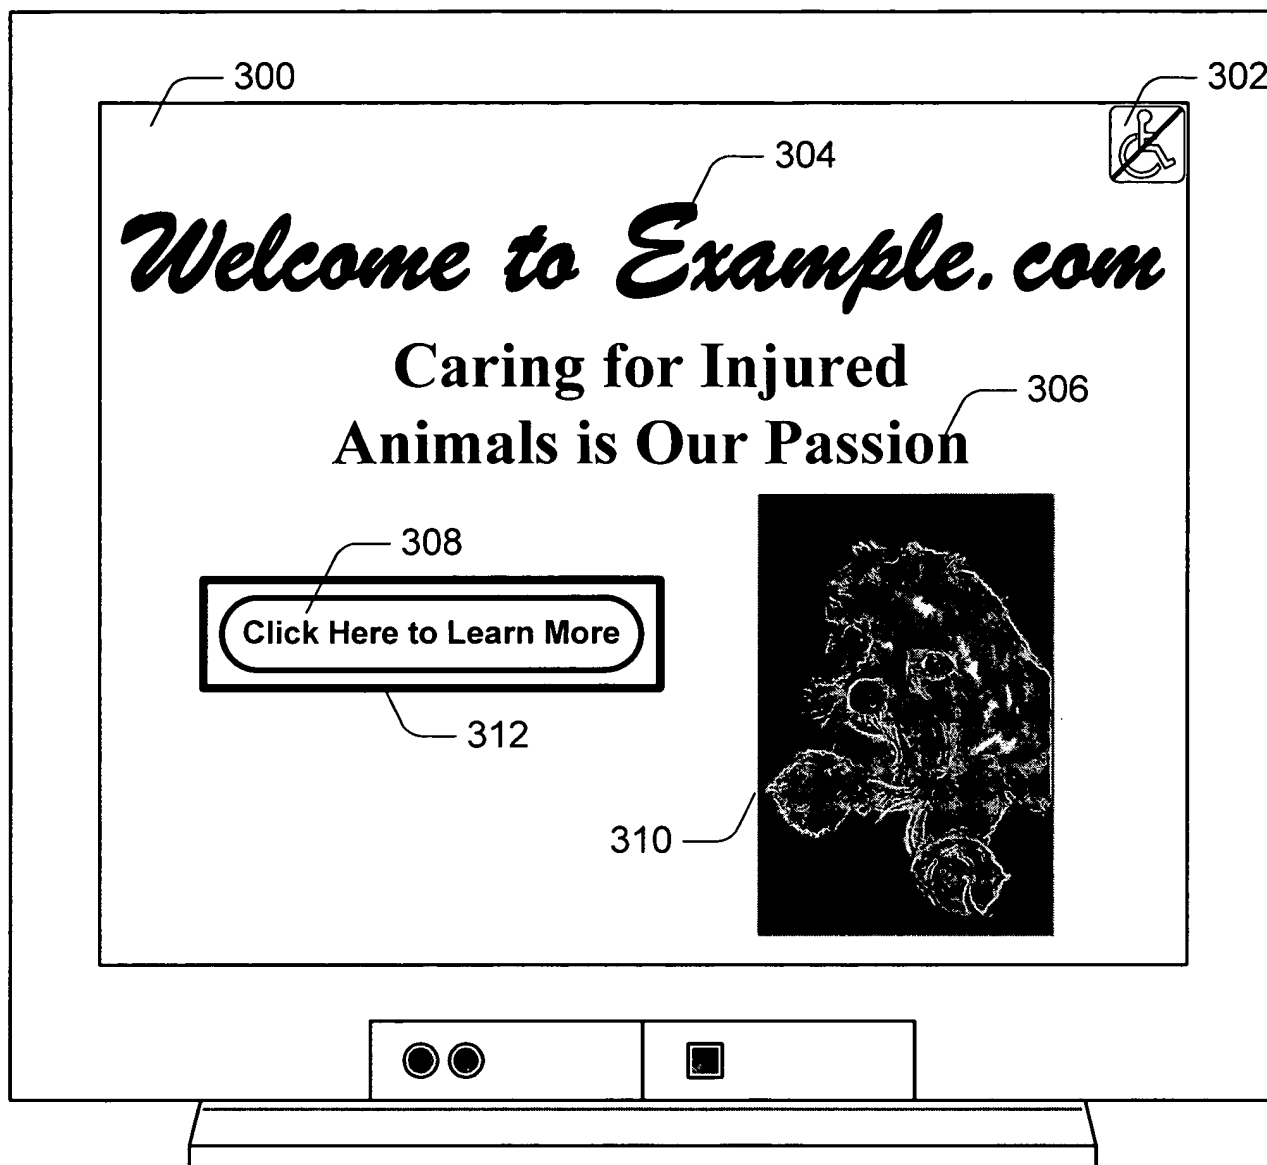 300
302
304
Welcome to Example.com
Caring for Injured
306
Animals is Our Passion
308
Click Here to Learn More
312
310